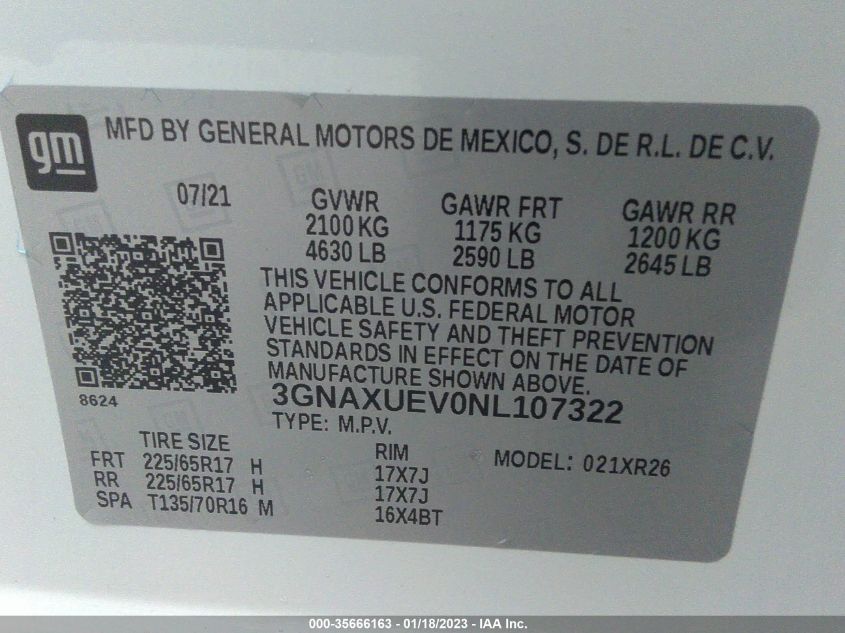 gm
MFD BY GENERAL MOTORS DE MEXICO, S. DE R.L. DE C.V.
07/21
GVWR GAWR FRT GAWR RR
2100 KG 1175 KG 1200 KG
4630 LB 2590 LB 2645 LB
THIS VEHICLE CONFORMS TO ALL
APPLICABLE U.S. FEDERAL MOTOR
VEHICLE SAFETY AND THEFT PREVENTION
STANDARDS IN EFFECT ON THE DATE OF
MANUFACTURE SHOWN ABOVE.
8624
3GNAXUEV0NL107322
TYPE: M.P.V.
TIRE SIZE RIM MODEL: 021XR26
FRT 225/65R17 H 17X7J
RR 225/65R17 H 17X7J
SPA T135/70R16 M 16X4BT
000-35666163 - 01/18/2023 - IAA Inc.